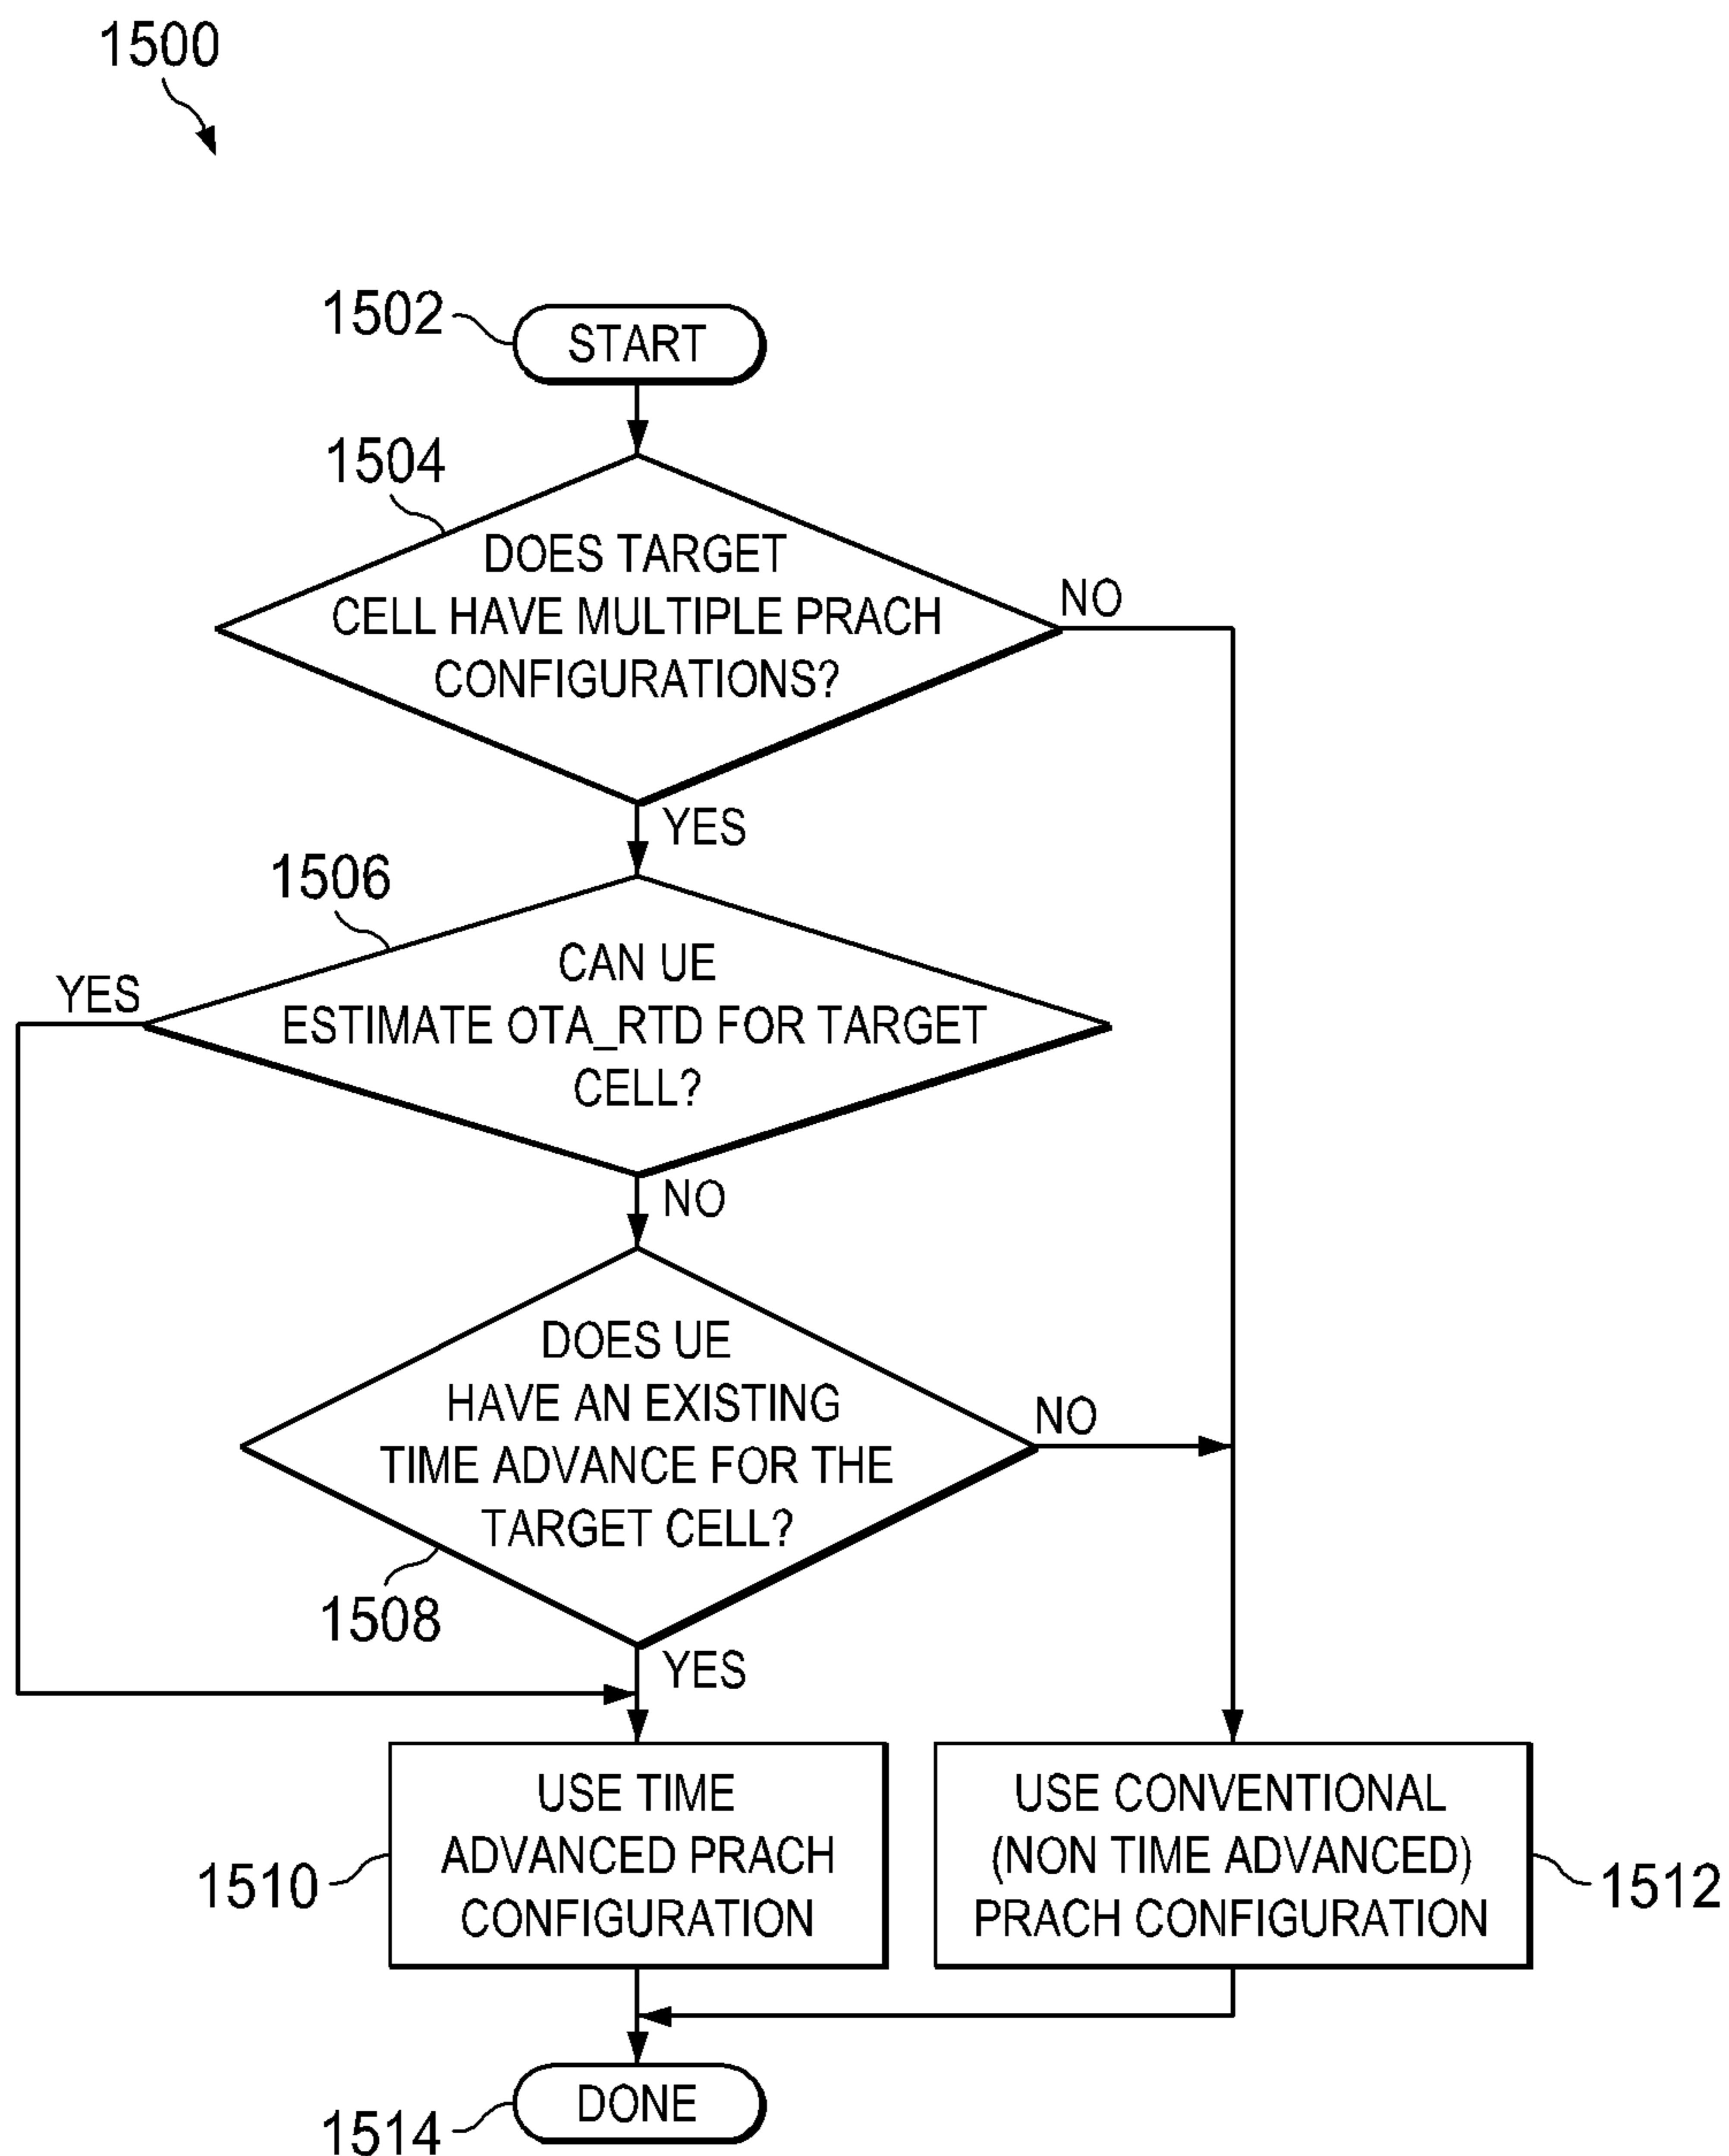 1500
1502
START
1504
DOES TARGET
CELL HAVE MULTIPLE PRACH
CONFIGURATIONS?
NO
YES
1506
CAN UE
ESTIMATE OTA_RTD FOR TARGET
CELL?
YES
NO
DOES UE
HAVE AN EXISTING
TIME ADVANCE FOR THE
TARGET CELL?
NO
1508
YES
USE TIME
ADVANCED PRACH
CONFIGURATION
1510
USE CONVENTIONAL
(NON TIME ADVANCED)
PRACH CONFIGURATION
1512
DONE
1514